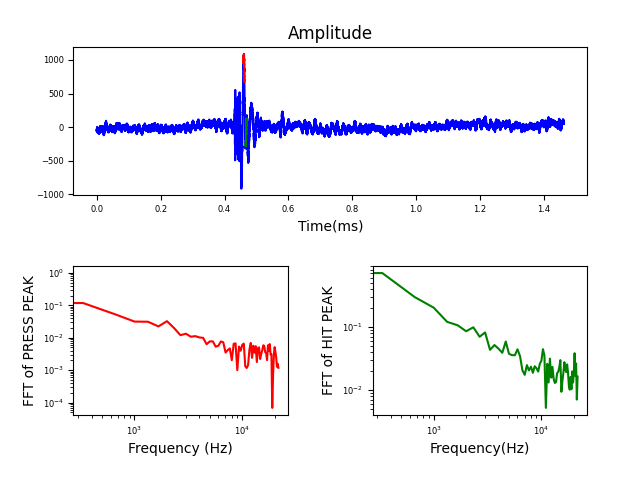 Amplitude
1000
500
0
−500
−1000
0.0 0.2 0.4 0.6 0.8 1.0 1.2 1.4
Time(ms)
FFT of PRESS PEAK
10⁰
10⁻¹
10⁻²
10⁻³
10⁻⁴
10³ 10⁴
Frequency (Hz)
FFT of HIT PEAK
10⁻¹
10⁻²
10³ 10⁴
Frequency(Hz)